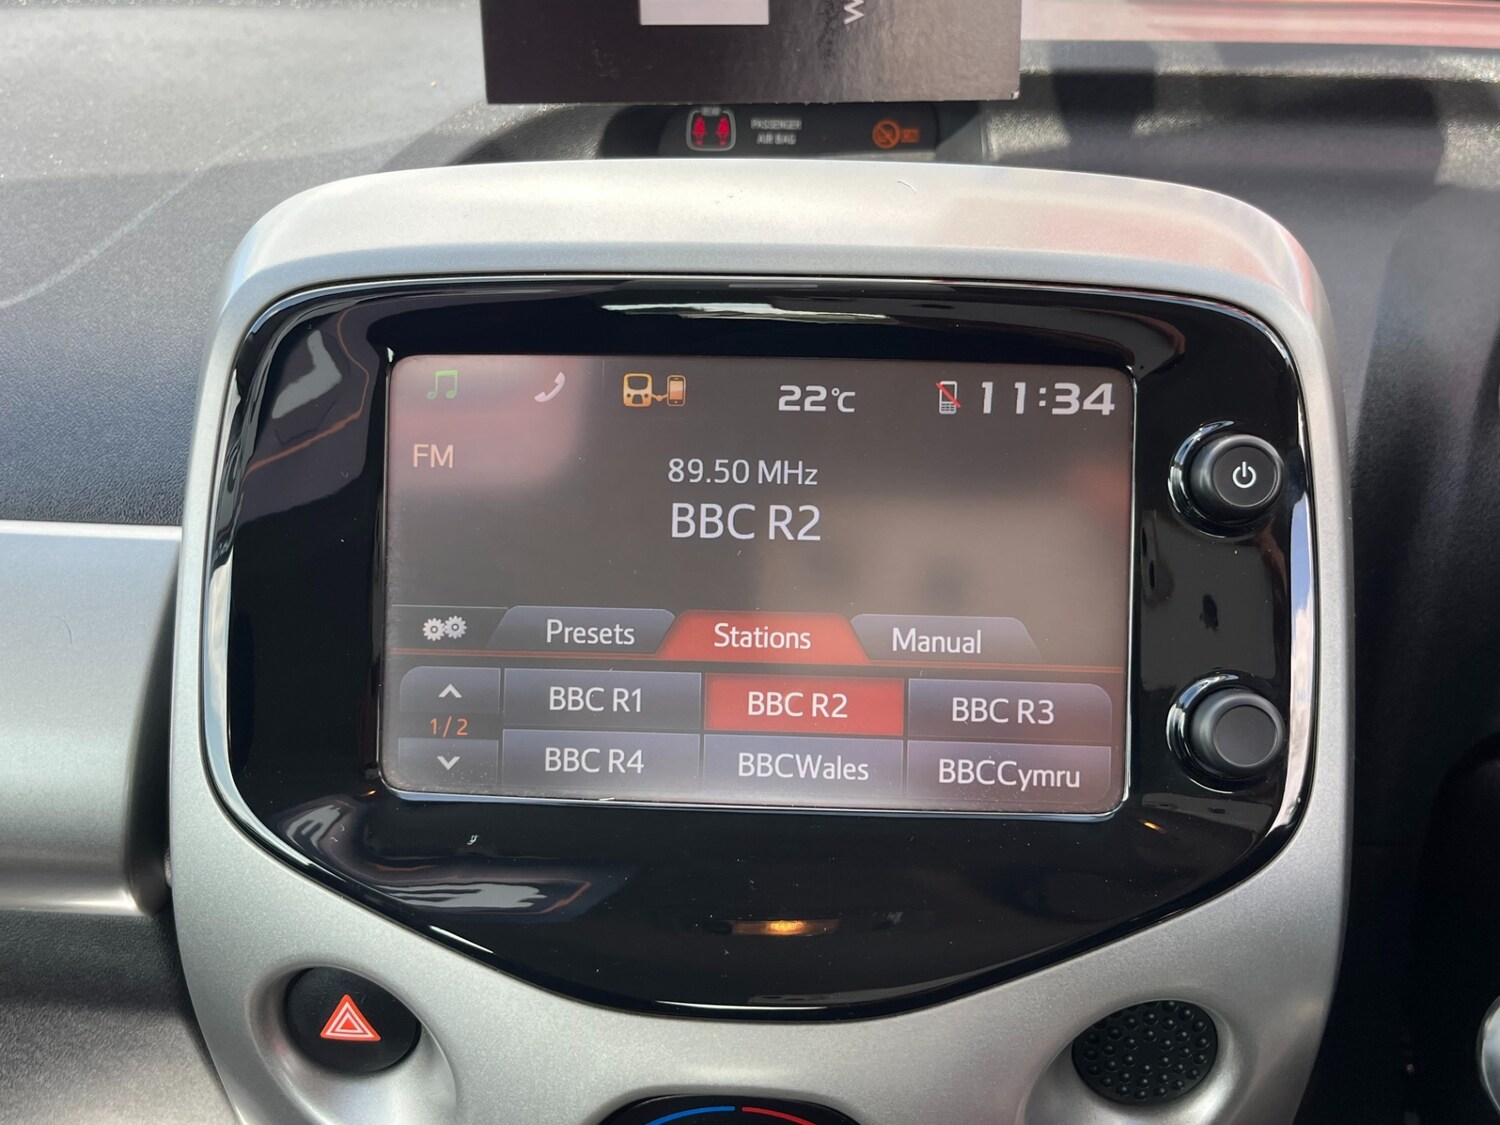 W
PASSENGER
AIR BAG
22°C
11:34
FM
89.50 MHz
BBC R2
Presets
Stations
Manual
1/2
BBC R1
BBC R2
BBC R3
BBC R4
BBCWales
BBCCymru